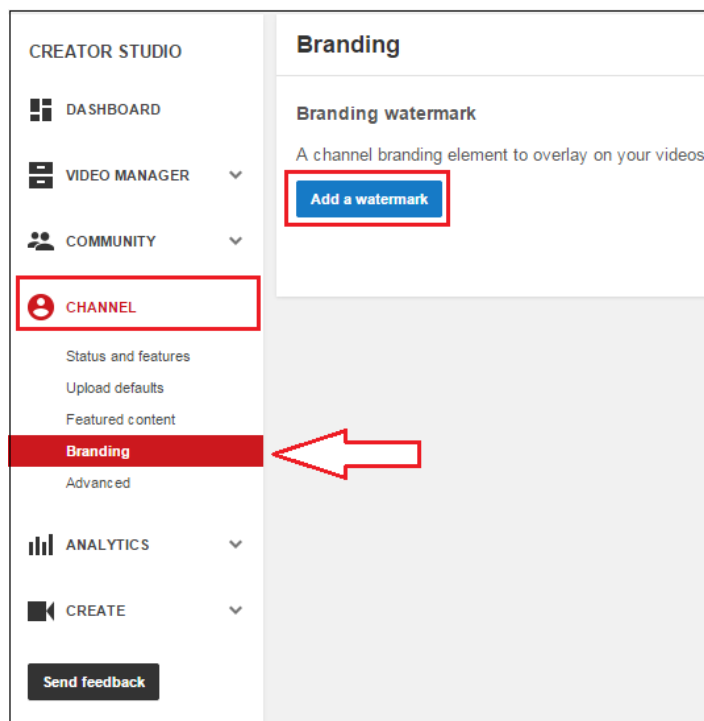 CREATOR STUDIO
DASHBOARD
VIDEO MANAGER
COMMUNITY
CHANNEL
Status and features
Upload defaults
Featured content
Branding
Advanced
ANALYTICS
CREATE
Send feedback
Branding
Branding watermark
A channel branding element to overlay on your videos
Add a watermark